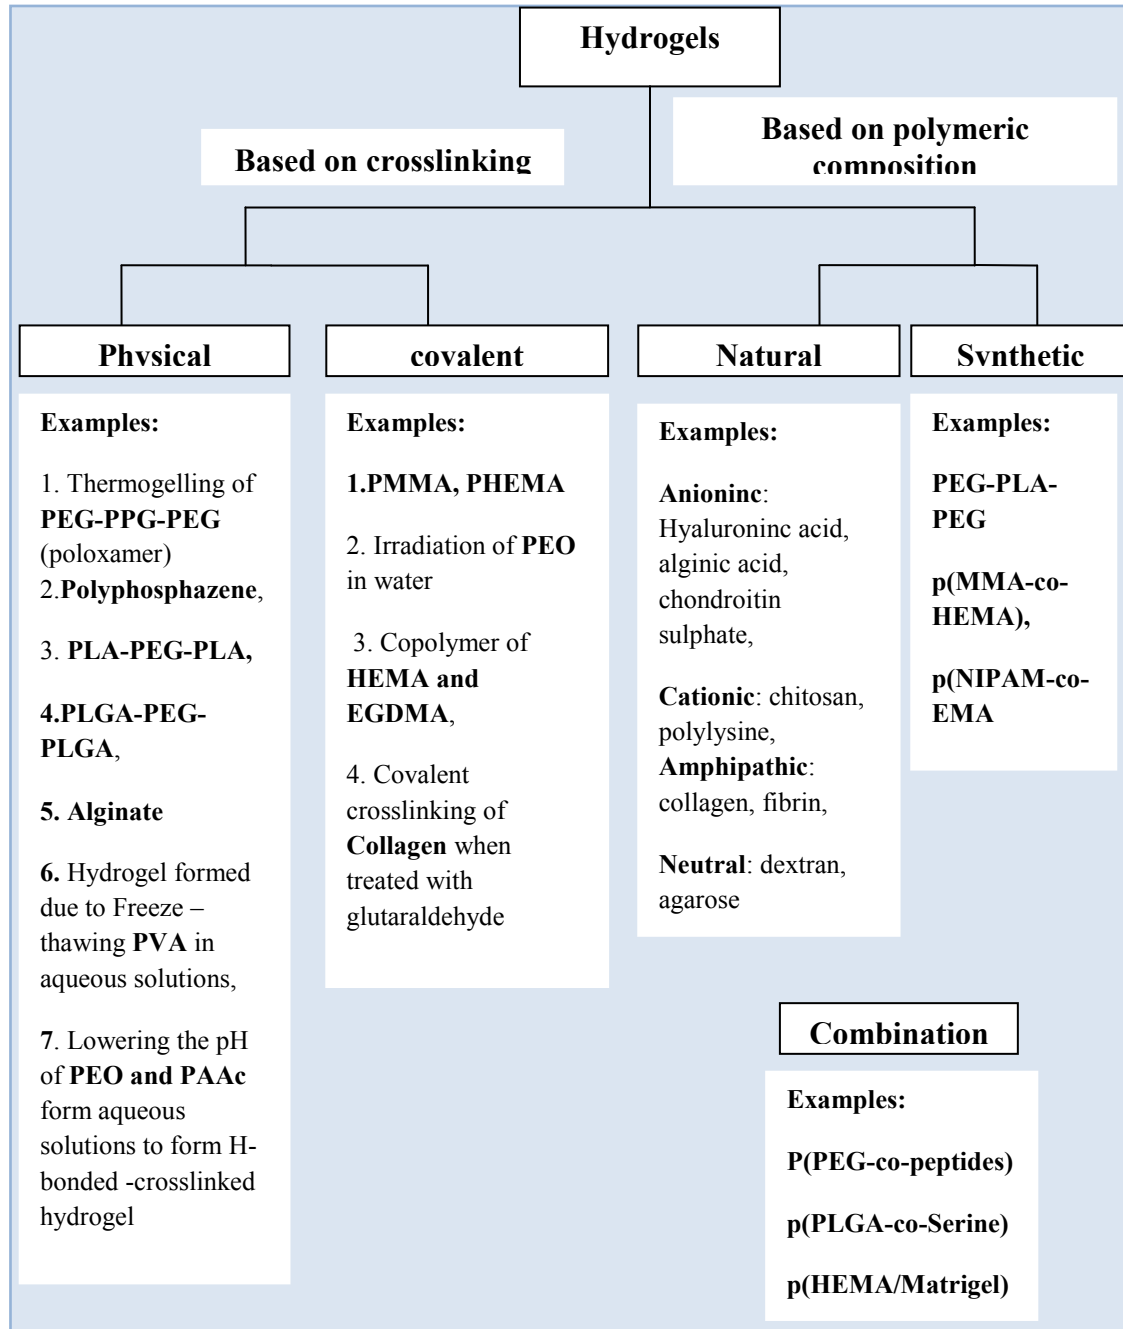 Hydrogels
Based on crosslinking
Based on polymeric
composition
Physical
covalent
Natural
Synthetic
Examples:
1. Thermogelling of
PEG-PPG-PEG
(poloxamer)
2.Polyphosphazene,
3. PLA-PEG-PLA,
4.PLGA-PEG-
PLGA,
5. Alginate
6. Hydrogel formed
due to Freeze –
thawing PVA in
aqueous solutions,
7. Lowering the pH
of PEO and PAAc
form aqueous
solutions to form H-
bonded -crosslinked
hydrogel
Examples:
1.PMMA, PHEMA
2. Irradiation of PEO
in water
3. Copolymer of
HEMA and
EGDMA,
4. Covalent
crosslinking of
Collagen when
treated with
glutaraldehyde
Examples:
Anioninc:
Hyaluroninc acid,
alginic acid,
chondroitin
sulphate,
Cationic: chitosan,
polylysine,
Amphipathic:
collagen, fibrin,
Neutral: dextran,
agarose
Examples:
PEG-PLA-
PEG
p(MMA-co-
HEMA),
p(NIPAM-co-
EMA
Combination
Examples:
P(PEG-co-peptides)
p(PLGA-co-Serine)
p(HEMA/Matrigel)